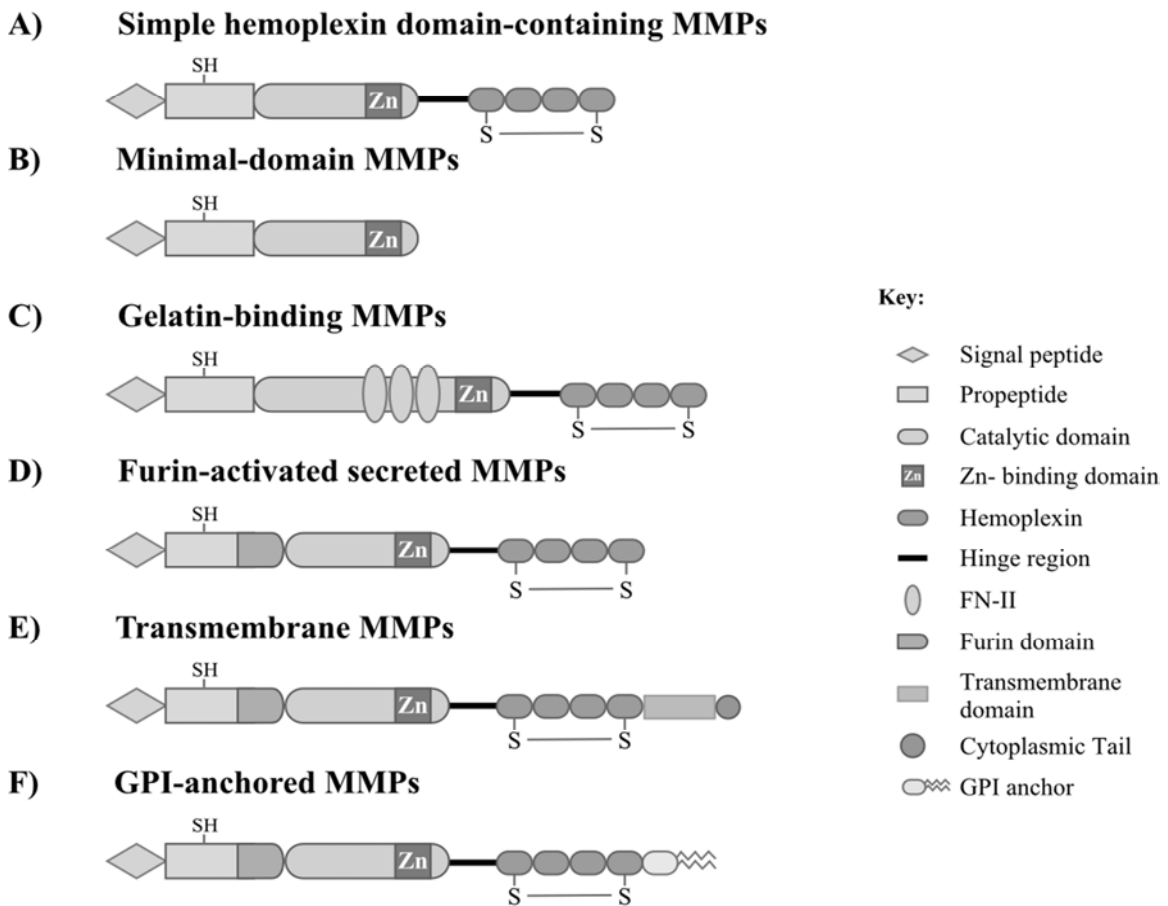 A) Simple hemoplexin domain-containing MMPs
SH
Zn
S S
B) Minimal-domain MMPs
SH
Zn
C) Gelatin-binding MMPs
SH
Zn
S S
D) Furin-activated secreted MMPs
SH
Zn
S S
E) Transmembrane MMPs
SH
Zn
S S
F) GPI-anchored MMPs
SH
Zn
S S
Key:
Signal peptide
Propeptide
Catalytic domain
Zn Zn- binding domain
Hemoplexin
Hinge region
FN-II
Furin domain
Transmembrane
domain
Cytoplasmic Tail
GPI anchor